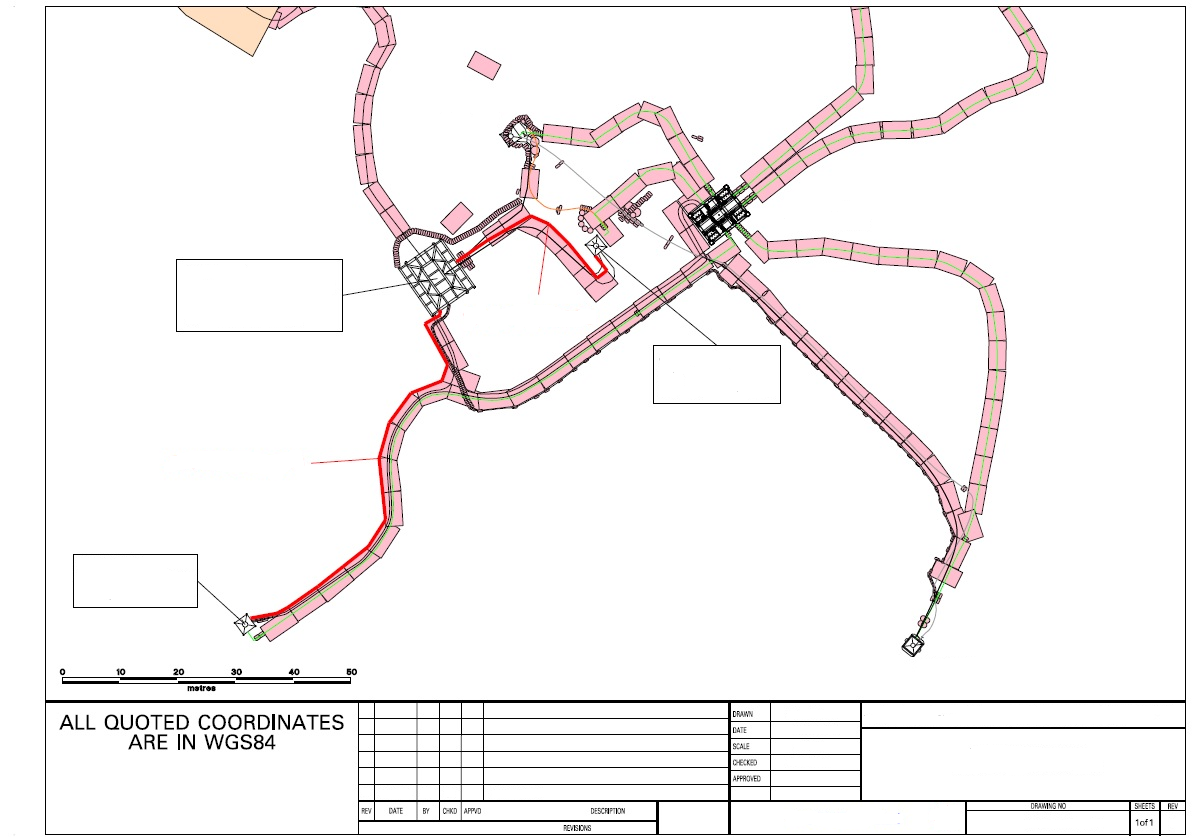 0 10 20 30 40 50
metres
ALL QUOTED COORDINATES
ARE IN WGS84
DRAWN
DATE
SCALE
CHECKED
APPROVED
REV DATE BY CHKD APPVD DESCRIPTION
REVISIONS
DRAWING NO SHEETS REV
1of1